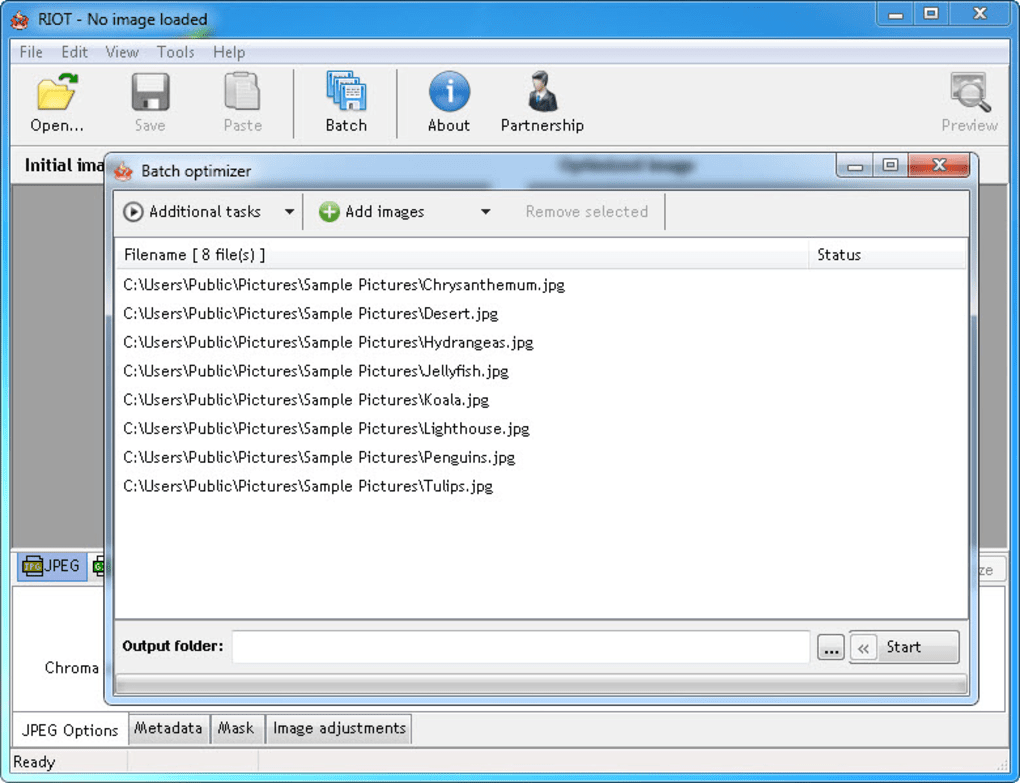 RIOT - No image loaded
File Edit View Tools Help
Open... Save Paste Batch About Partnership Preview
Initial ima
Optimized image
Batch optimizer
Additional tasks Add images Remove selected
Filename [ 8 file(s) ] Status
C:\Users\Public\Pictures\Sample Pictures\Chrysanthemum.jpg
C:\Users\Public\Pictures\Sample Pictures\Desert.jpg
C:\Users\Public\Pictures\Sample Pictures\Hydrangeas.jpg
C:\Users\Public\Pictures\Sample Pictures\Jellyfish.jpg
C:\Users\Public\Pictures\Sample Pictures\Koala.jpg
C:\Users\Public\Pictures\Sample Pictures\Lighthouse.jpg
C:\Users\Public\Pictures\Sample Pictures\Penguins.jpg
C:\Users\Public\Pictures\Sample Pictures\Tulips.jpg
JPEG
ze
Output folder: ... « Start
Chroma
JPEG Options Metadata Mask Image adjustments
Ready